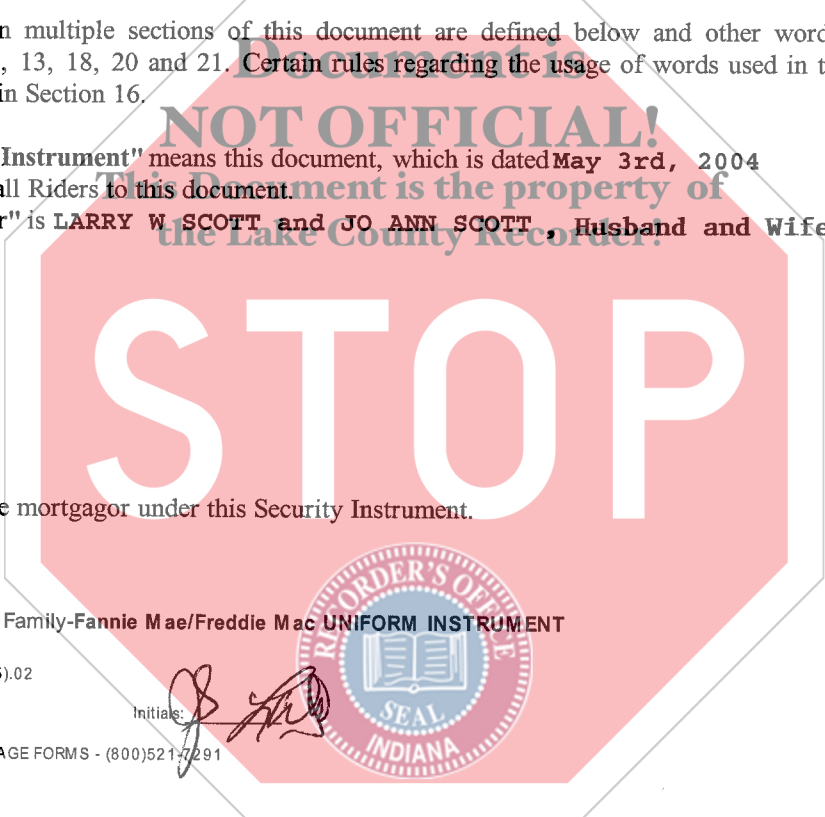 n multiple sections of this document are defined below and other word
, 13, 18, 20 and 21. Certain rules regarding the usage of words used in t
in Section 16.
Document is
NOT OFFICIAL!
This Document is the property of
the Lake County Recorder!
Instrument" means this document, which is dated May 3rd, 2004
all Riders to this document.
r" is LARRY W SCOTT and JO ANN SCOTT , Husband and Wife
STOP
e mortgagor under this Security Instrument.
RECORDER'S OFFICE
SEAL
INDIANA
Family-Fannie Mae/Freddie Mac UNIFORM INSTRUMENT
).02
Initials:
AGE FORMS - (800)521-7291